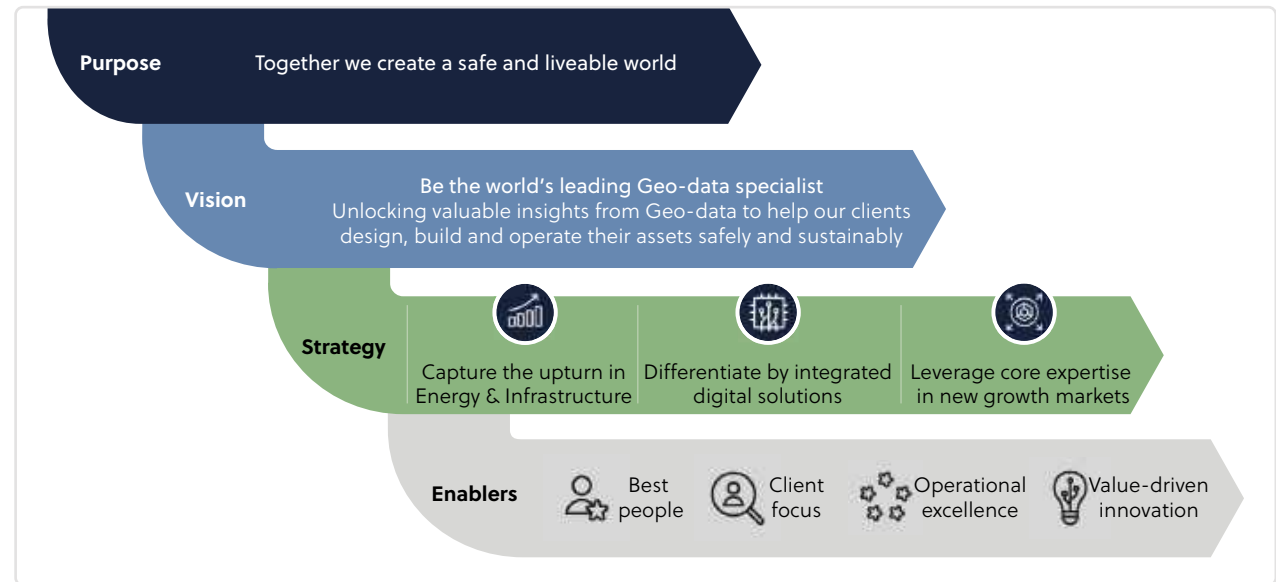 Purpose
Together we create a safe and liveable world
Vision
Be the world's leading Geo-data specialist
Unlocking valuable insights from Geo-data to help our clients
design, build and operate their assets safely and sustainably
Strategy
Capture the upturn in
Energy & Infrastructure
Differentiate by integrated
digital solutions
Leverage core expertise
in new growth markets
Enablers
Best
people
Client
focus
Operational
excellence
Value-driven
innovation